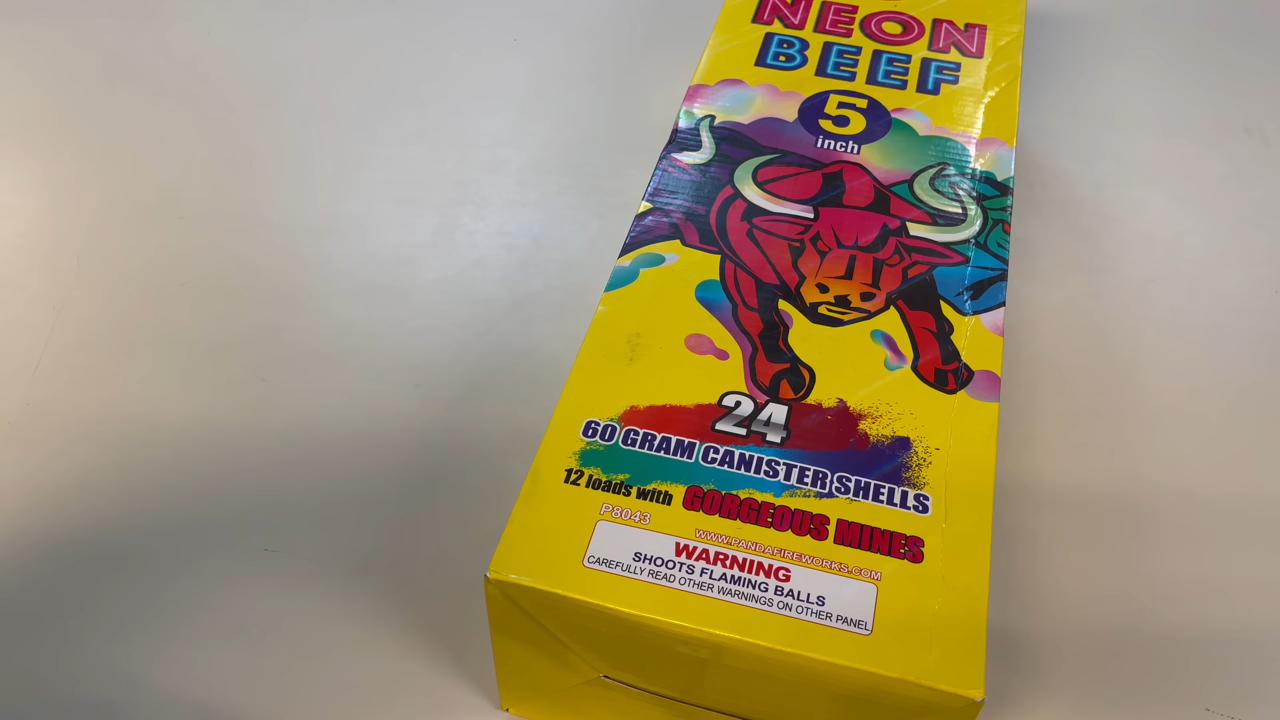 NEON
BEEF
5
inch
24
60 GRAM CANISTER SHELLS
12 loads with GORGEOUS MINES
P8043
WWW.PANDAFIREWORKS.COM
WARNING
SHOOTS FLAMING BALLS
CAREFULLY READ OTHER WARNINGS ON OTHER PANEL